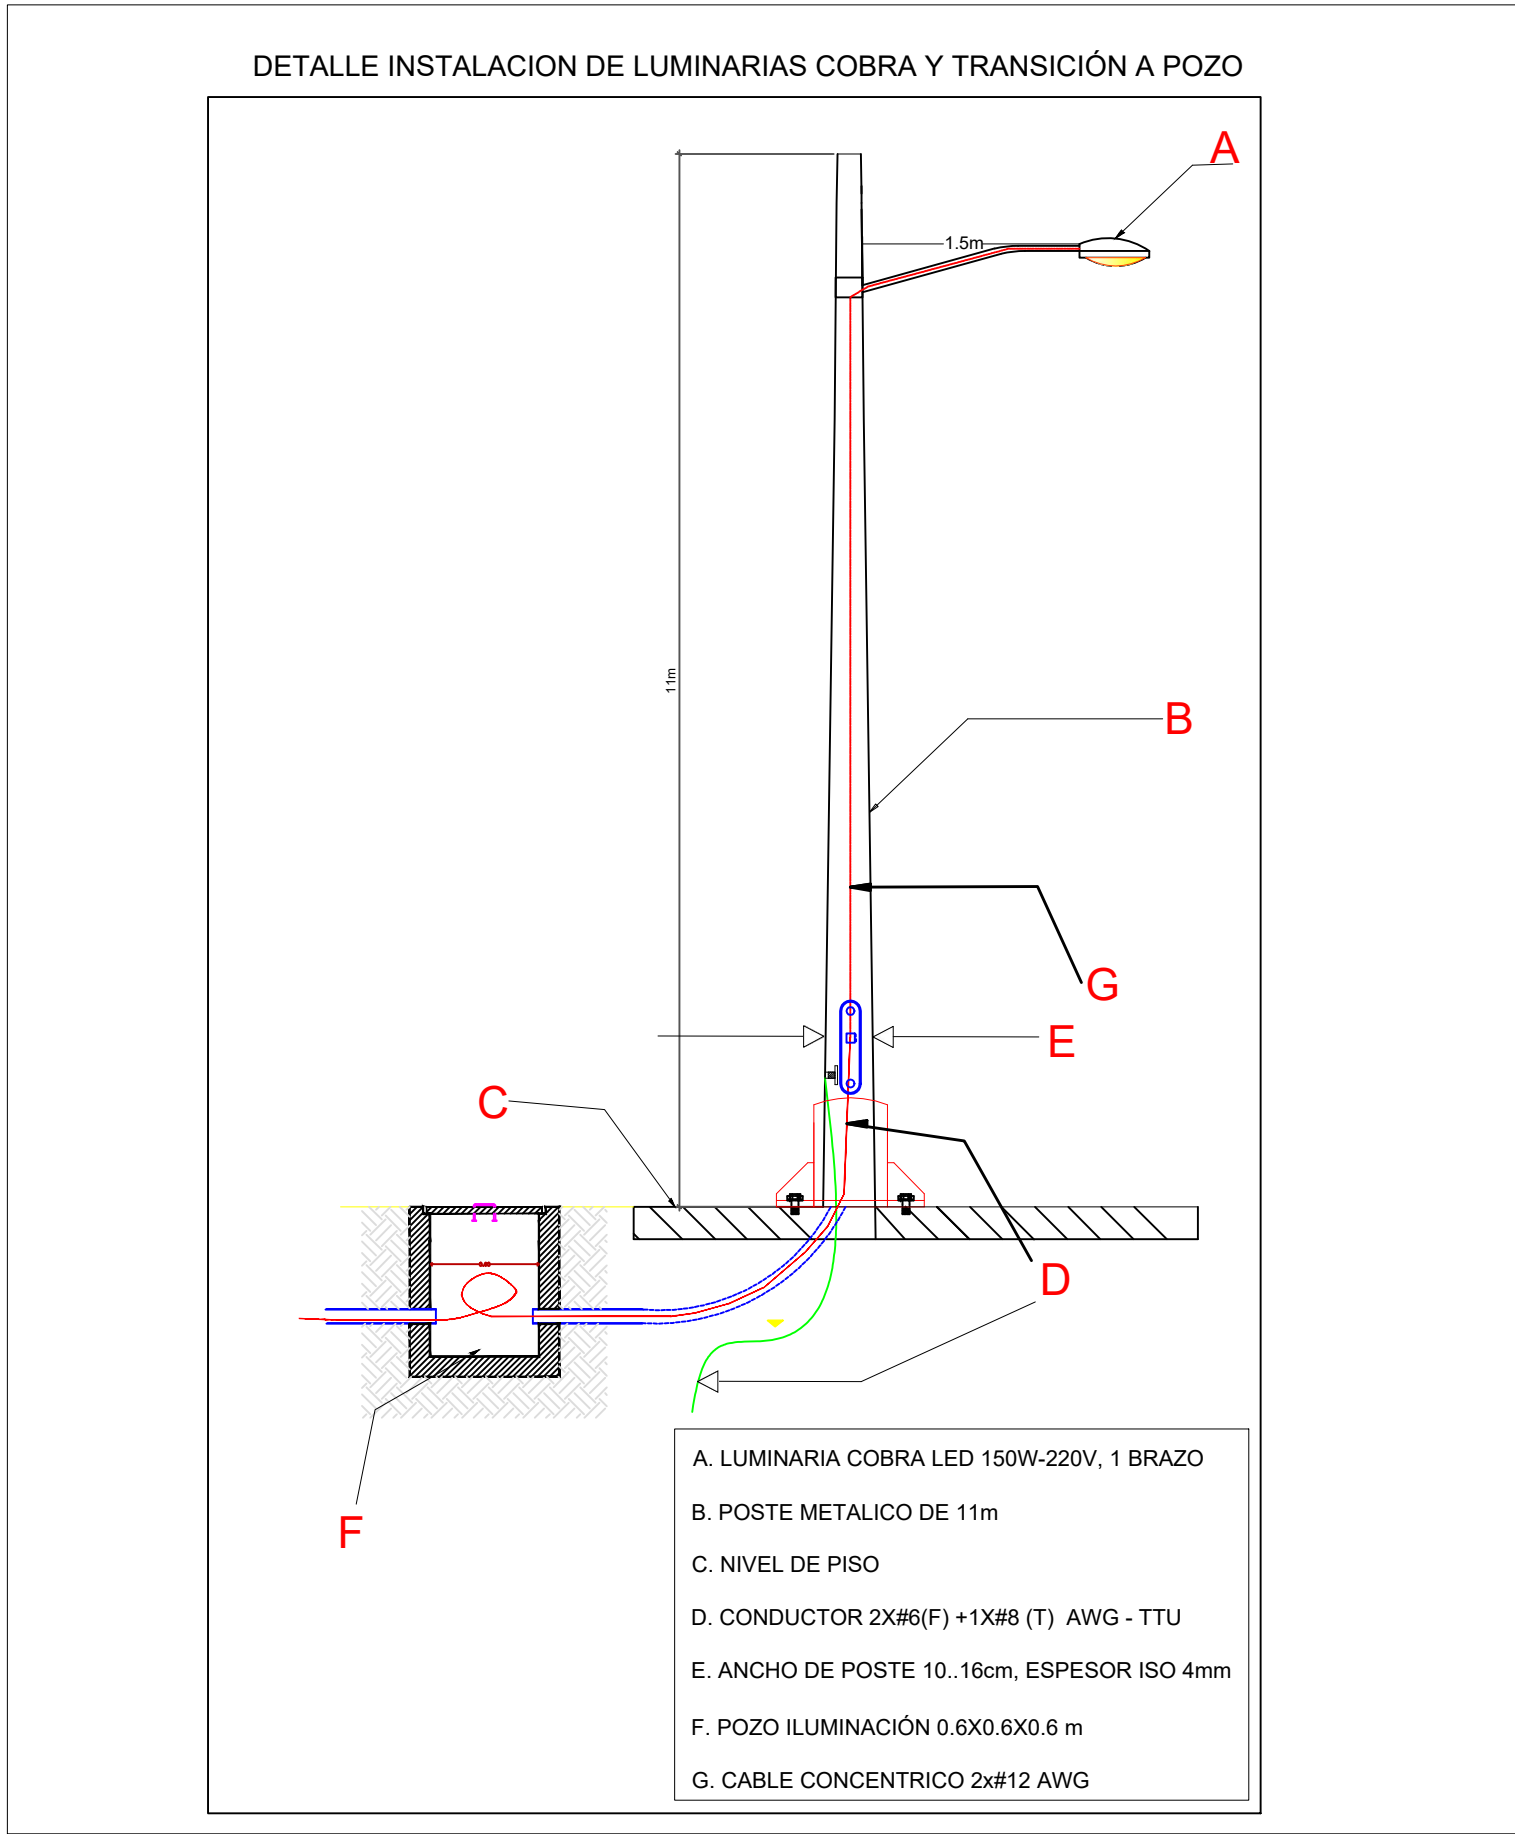 DETALLE INSTALACION DE LUMINARIAS COBRA Y TRANSICIÓN A POZO
A
1.5m
11m
B
G
E
C
0.60
D
F
A. LUMINARIA COBRA LED 150W-220V, 1 BRAZO
B. POSTE METALICO DE 11m
C. NIVEL DE PISO
D. CONDUCTOR 2X#6(F) +1X#8 (T) AWG - TTU
E. ANCHO DE POSTE 10..16cm, ESPESOR ISO 4mm
F. POZO ILUMINACIÓN 0.6X0.6X0.6 m
G. CABLE CONCENTRICO 2x#12 AWG